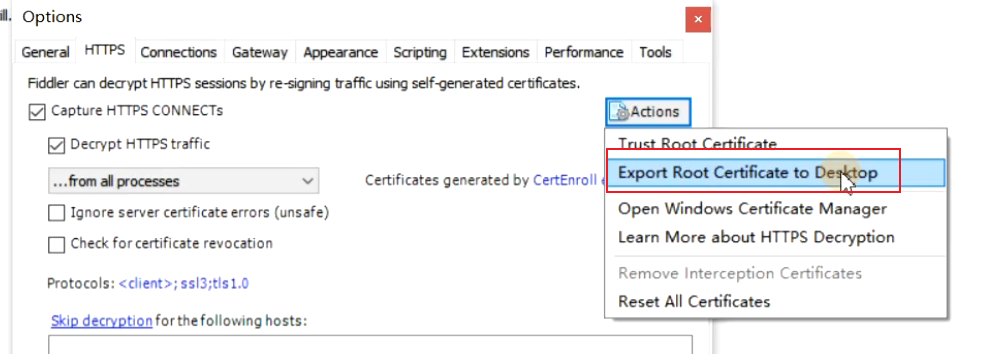 ill.
Options
General HTTPS Connections Gateway Appearance Scripting Extensions Performance Tools
Fiddler can decrypt HTTPS sessions by re-signing traffic using self-generated certificates.
Capture HTTPS CONNECTs
Actions
Decrypt HTTPS traffic
Trust Root Certificate
...from all processes
Certificates generated by CertEnroll
Export Root Certificate to Desktop
Ignore server certificate errors (unsafe)
Open Windows Certificate Manager
Check for certificate revocation
Learn More about HTTPS Decryption
Protocols: <client>; ssl3;tls1.0
Remove Interception Certificates
Reset All Certificates
Skip decryption for the following hosts: